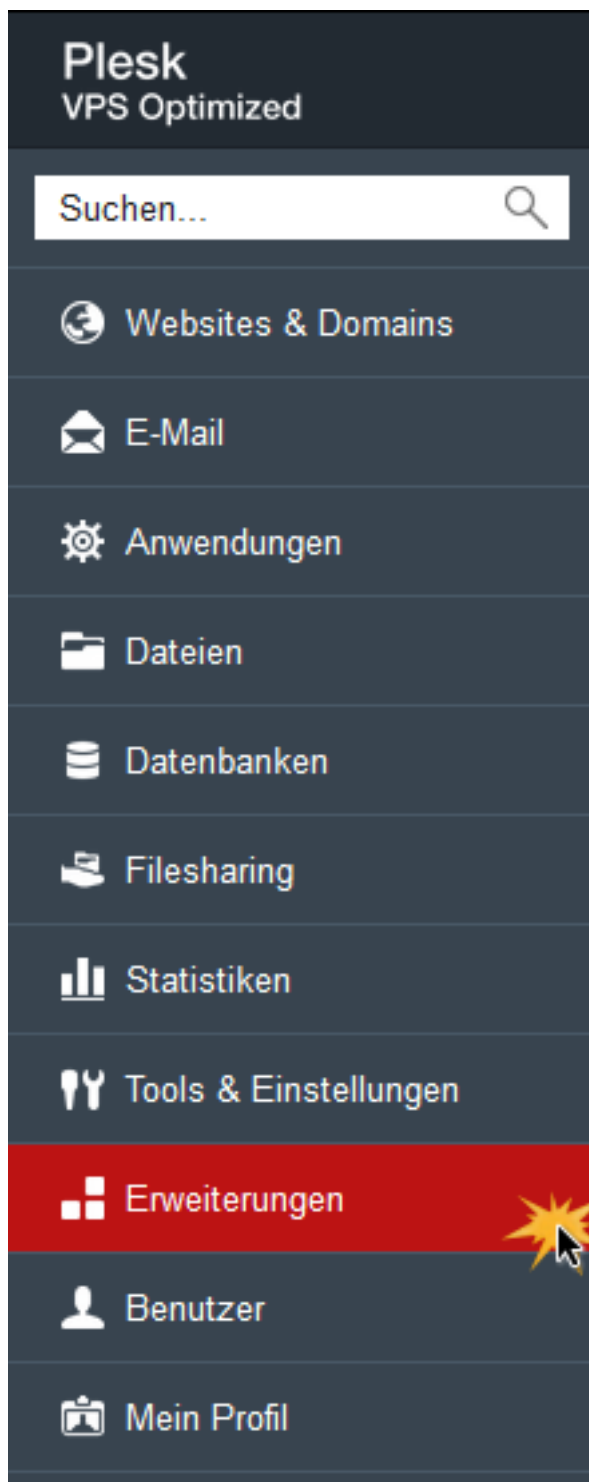 Plesk
VPS Optimized
Suchen...
Websites & Domains
E-Mail
Anwendungen
Dateien
Datenbanken
Filesharing
Statistiken
Tools & Einstellungen
Erweiterungen
Benutzer
Mein Profil